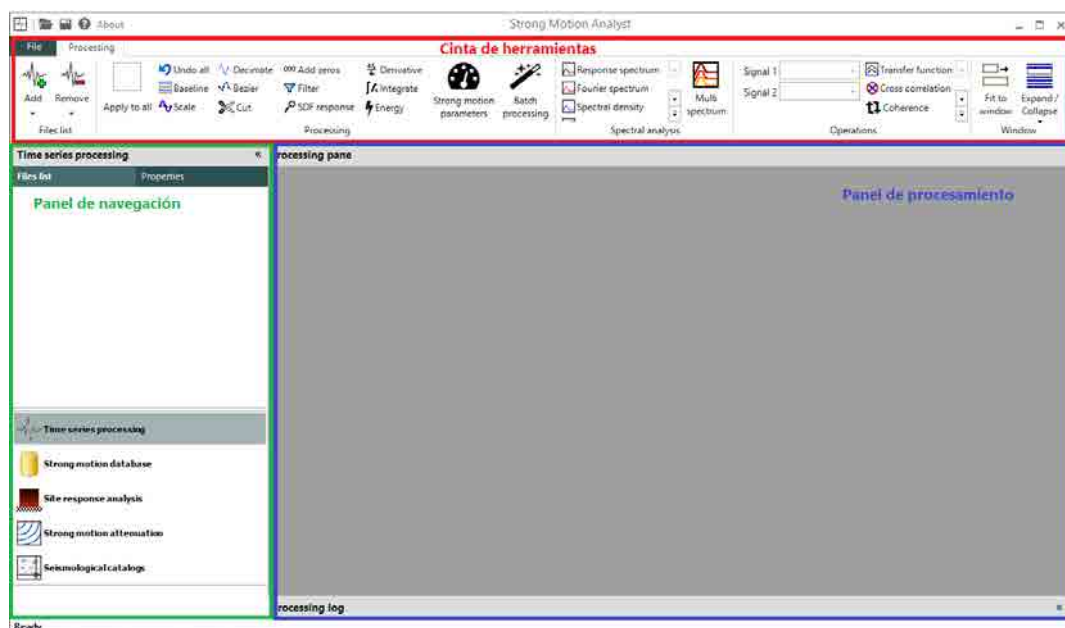 About
Strong Motion Analyst
File
Processing
Cinta de herramientas
Add
Remove
Files list
Apply to all
Undo all
Decimate
000 Add zeros
Derivative
Baseline
Bezier
Filter
Integrate
Scale
Cut
SDF response
Energy
Strong motion
parameters
Batch
processing
Processing
Response spectrum
Fourier spectrum
Spectral density
Multi
spectrum
Spectral analysis
Signal 1
Signal 2
Transfer function
Cross correlation
Coherence
Operations
Fit to
window
Expand /
Collapse
Window
Time series processing
Files list
Properties
Panel de navegación
rocessing pane
Panel de procesamiento
Time series processing
Strong motion database
Site response analysis
Strong motion attenuation
Seismological catalogs
rocessing log
Ready